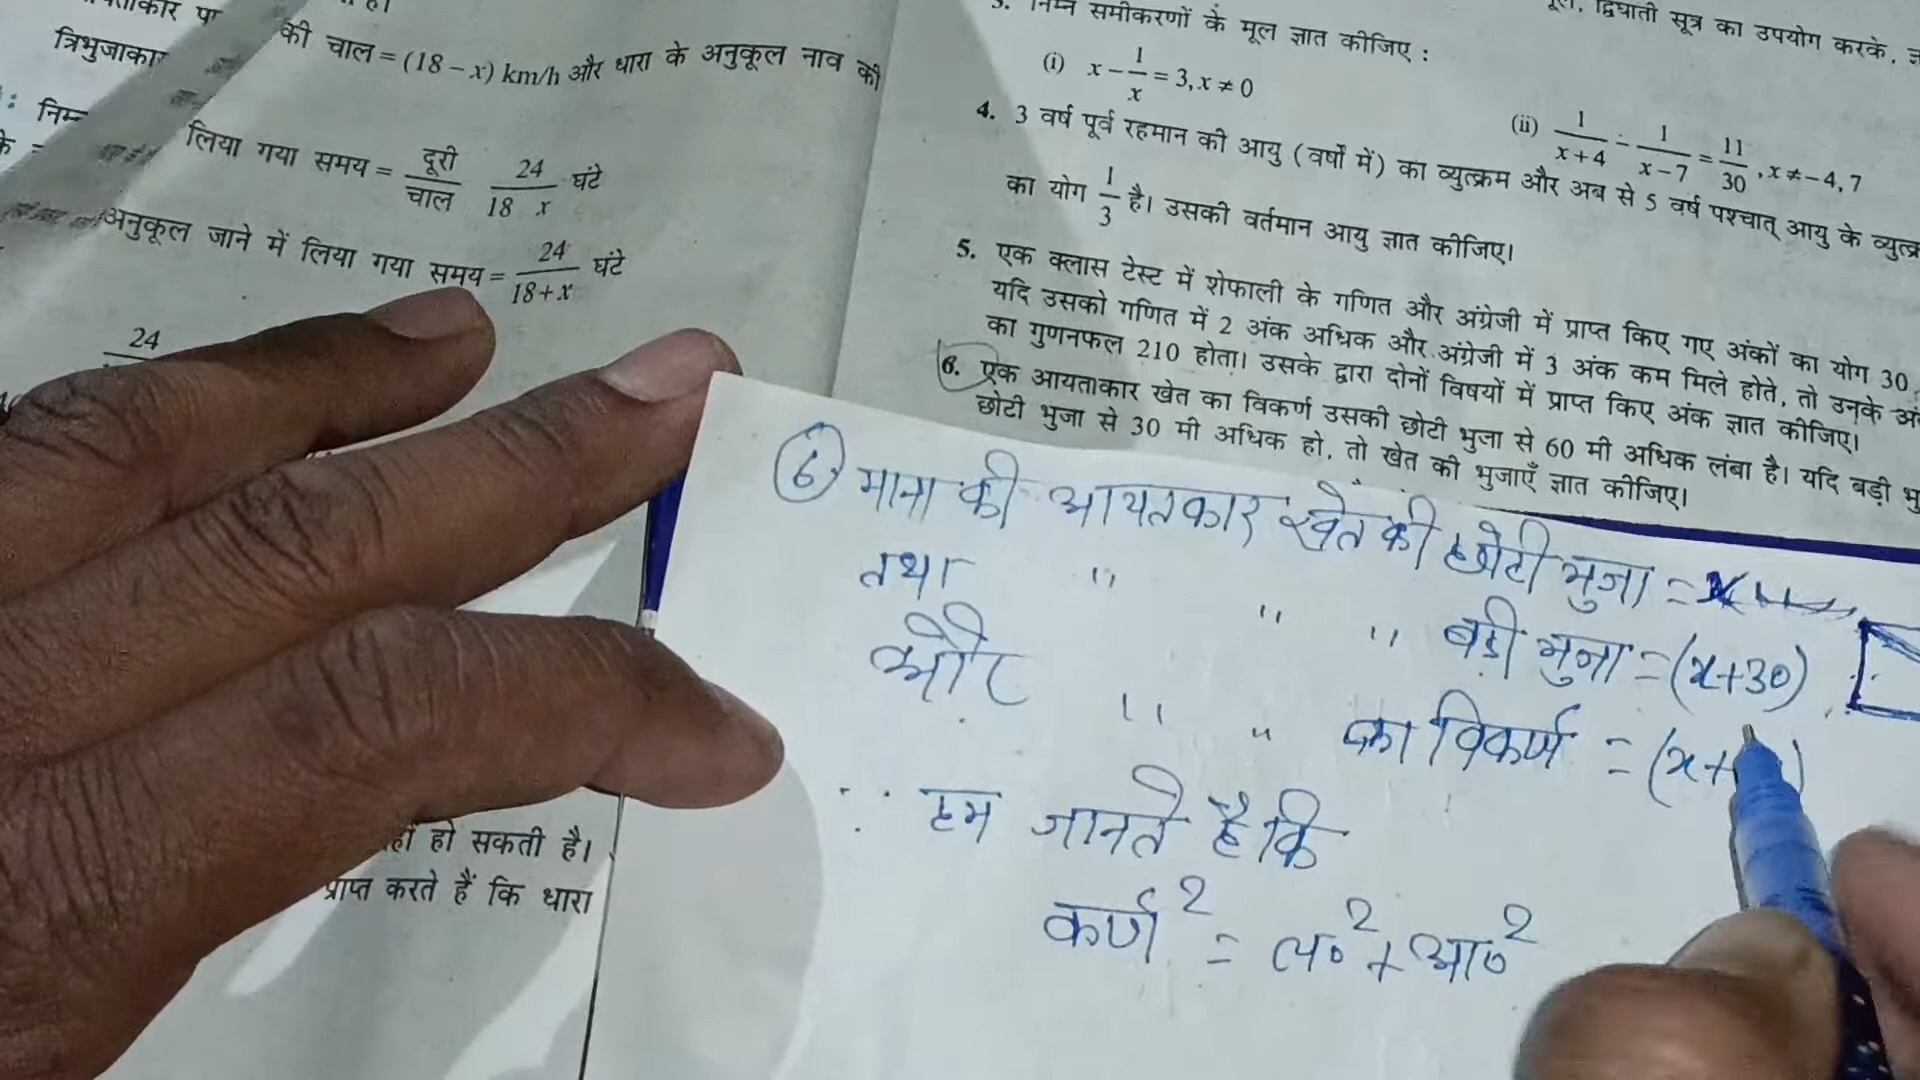 की चाल = (18 – x) km/h और धारा के अनुकूल नाव की
त्रिभुजाकार
लिया गया समय = दूरी/चाल 24/18 x घंटे
अनुकूल जाने में लिया गया समय = 24/18+x घंटे
24
हो सकती है।
प्राप्त करते हैं कि धारा
द्विघाती सूत्र का उपयोग करके,
3. निम्न समीकरणों के मूल ज्ञात कीजिए :
(i) x – 1/x = 3, x ≠ 0
(ii) 1/x+4 – 1/x–7 = 11/30, x ≠ – 4, 7
4. 3 वर्ष पूर्व रहमान की आयु (वर्षों में) का व्युत्क्रम और अब से 5 वर्ष पश्चात् आयु के
का योग 1/3 है। उसकी वर्तमान आयु ज्ञात कीजिए।
5. एक क्लास टेस्ट में शेफाली के गणित और अंग्रेजी में प्राप्त किए गए अंकों का योग 30
यदि उसको गणित में 2 अंक अधिक और अंग्रेजी में 3 अंक कम मिले होते, तो उनके
का गुणनफल 210 होता। उसके द्वारा दोनों विषयों में प्राप्त किए अंक ज्ञात कीजिए।
6. एक आयताकार खेत का विकर्ण उसकी छोटी भुजा से 60 मी अधिक लंबा है। यदि बड़ी
छोटी भुजा से 30 मी अधिक हो, तो खेत की भुजाएँ ज्ञात कीजिए।
6. माना की आयतकार खेत की छोटी भुजा = x
तथा " " " बड़ी भुजा = (x+30)
और " " का विकर्ण = (x+
∵ हम जानते है कि
कर्ण² = ल०² + आ०²